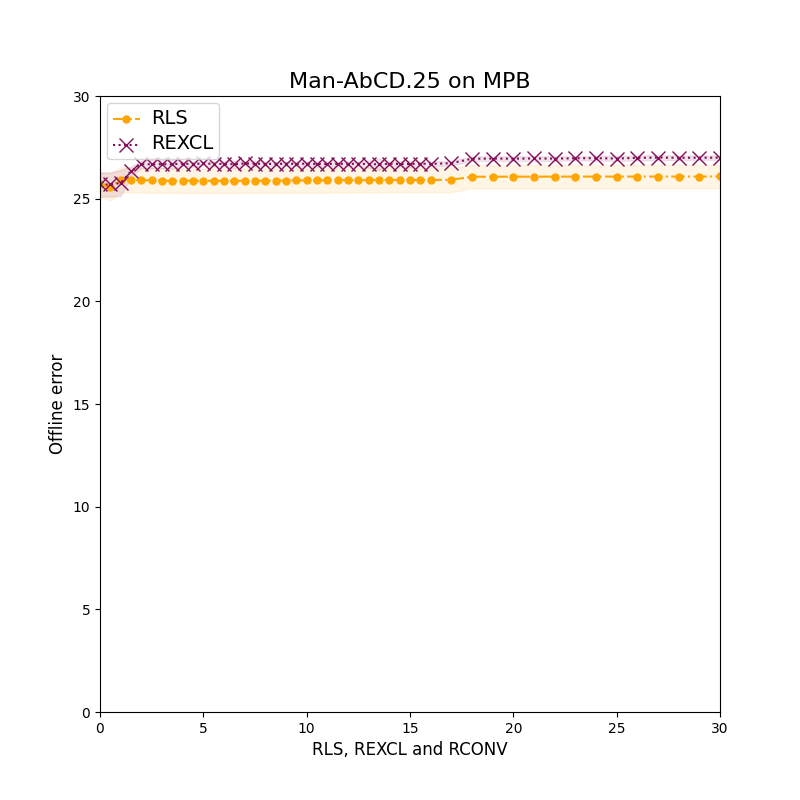 Man-AbCD.25 on MPB
RLS
REXCL
30
25
20
15
10
5
0
Offline error
0 5 10 15 20 25 30
RLS, REXCL and RCONV